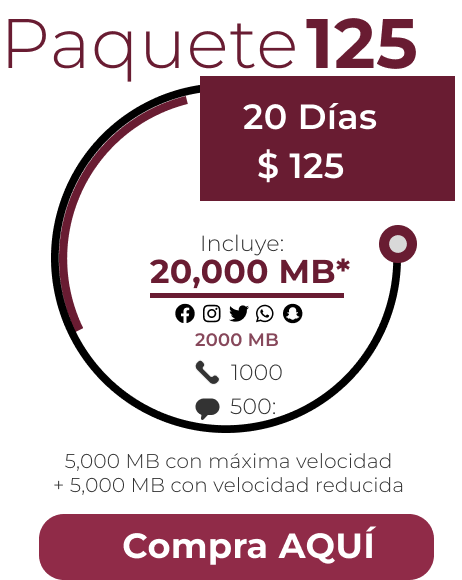 Paquete 125
20 Días
$ 125
Incluye:
20,000 MB*
2000 MB
1000
500:
5,000 MB con máxima velocidad
+ 5,000 MB con velocidad reducida
Compra AQUÍ